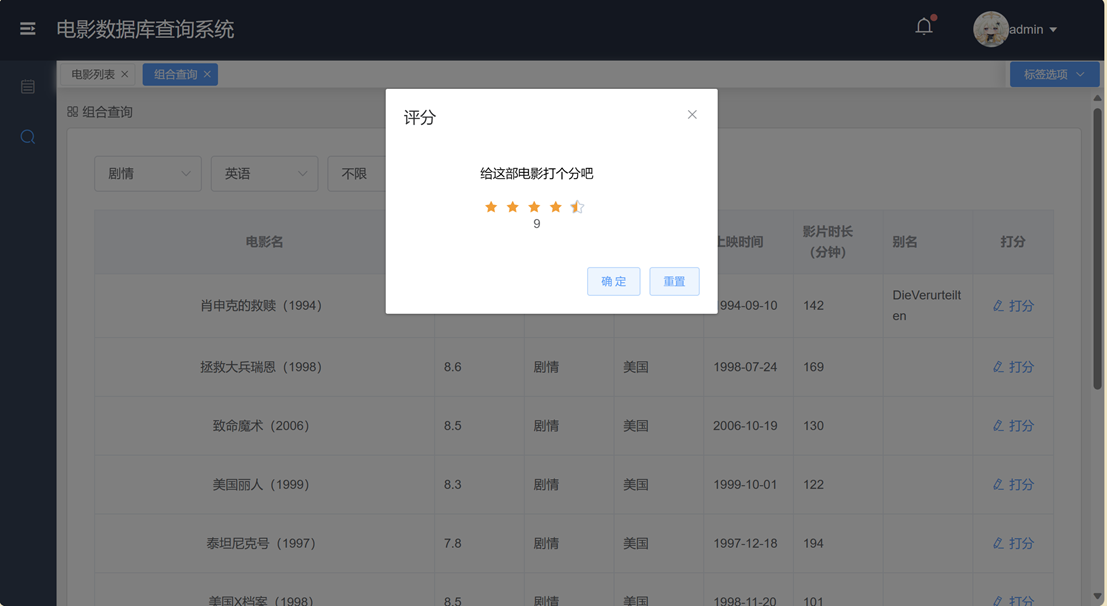 电影数据库查询系统
admin
电影列表
组合查询
标签选项
组合查询
剧情
英语
不限
评分
给这部电影打个分吧
9
确 定
重置
电影名
上映时间
影片时长
（分钟）
别名
打分
肖申克的救赎（1994）
994-09-10
142
DieVerurteilt
en
打分
拯救大兵瑞恩（1998）
8.6
剧情
美国
1998-07-24
169
打分
致命魔术（2006）
8.5
剧情
美国
2006-10-19
130
打分
美国丽人（1999）
8.3
剧情
美国
1999-10-01
122
打分
泰坦尼克号（1997）
7.8
剧情
美国
1997-12-18
194
打分
美国X档案（1998）
8.5
剧情
美国
1998-11-20
101
打分